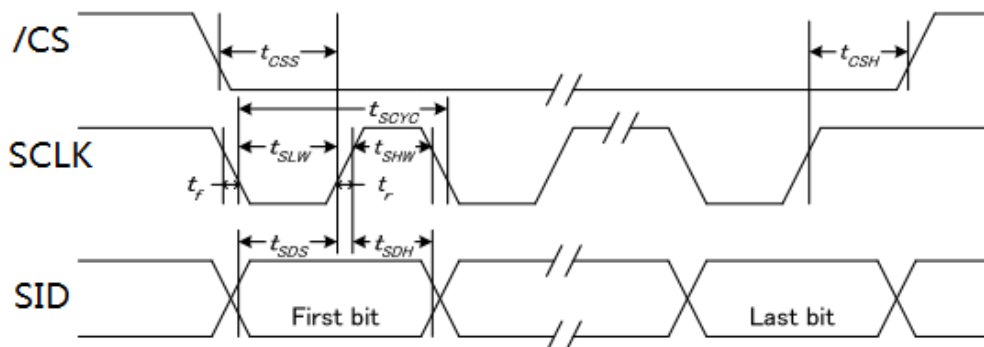 /CS
tCSS
tCSH
tSCYC
SCLK
tSLW
tSHW
tf
tr
tSDS
tSDH
SID
First bit
Last bit